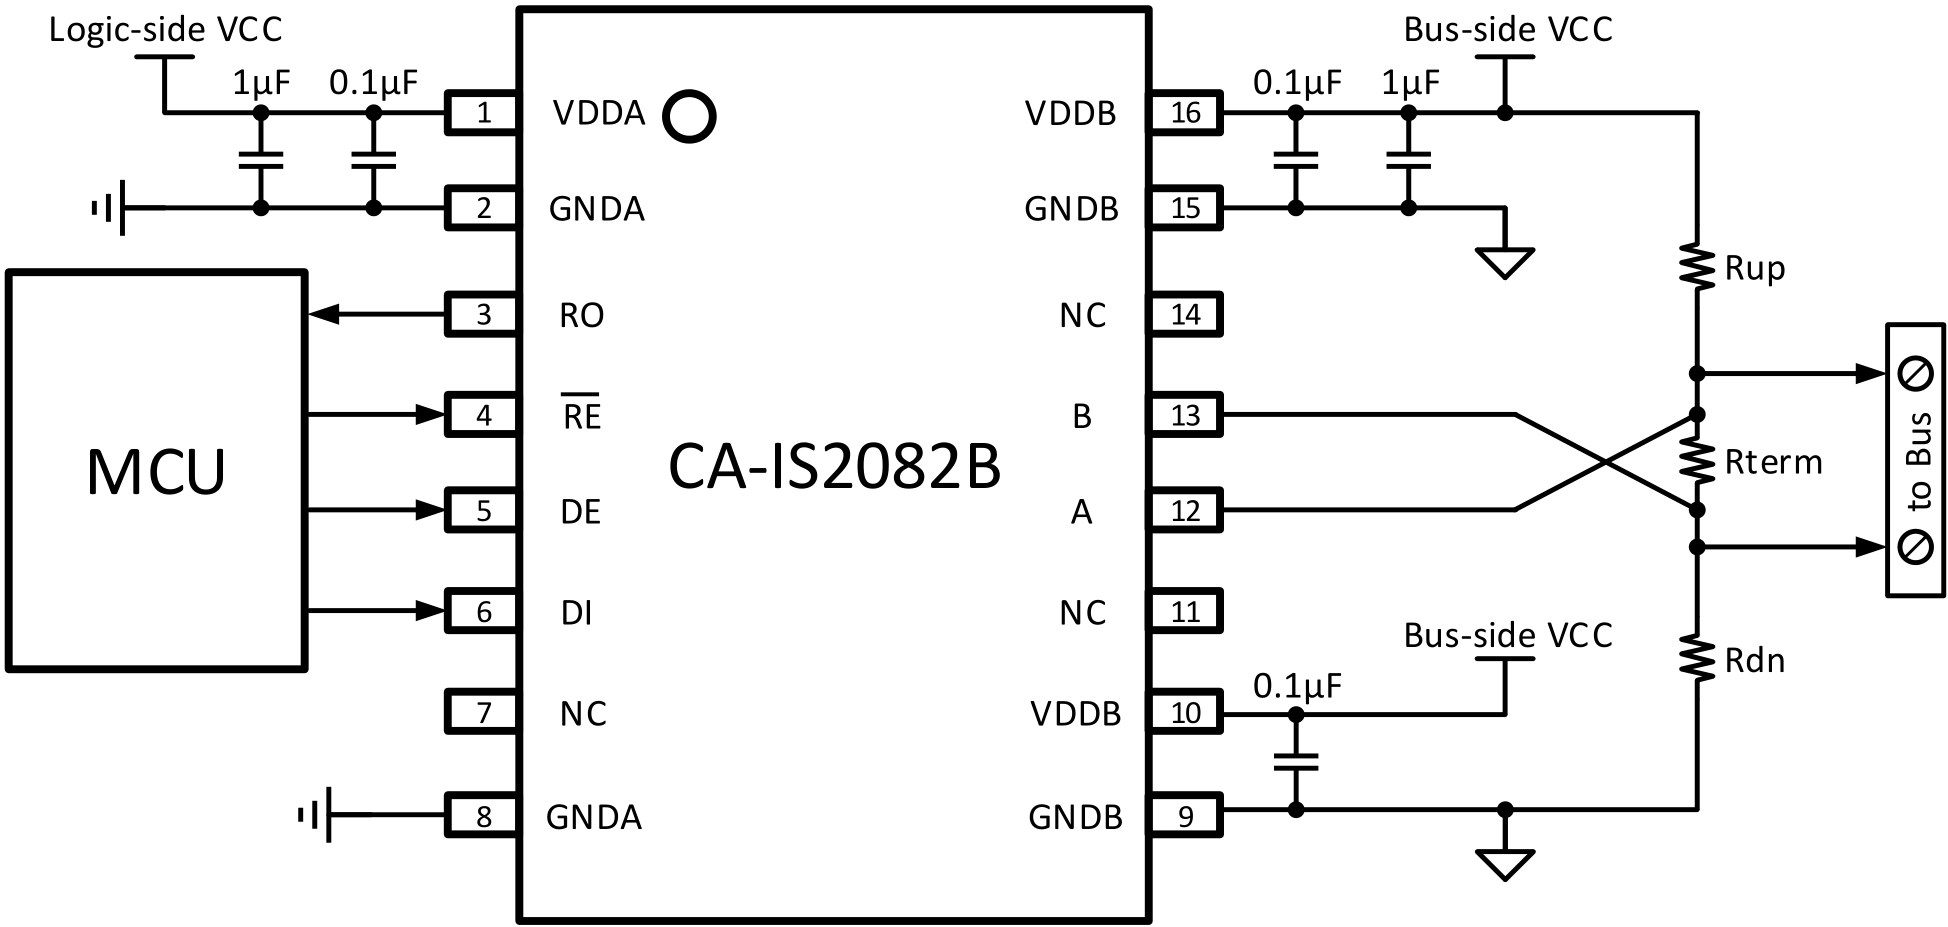 Logic-side VCC
1µF
0.1µF
1
VDDA
2
GNDA
MCU
3
RO
4
RE
5
DE
6
DI
7
NC
8
GNDA
CA-IS2082B
VDDB
16
GNDB
15
NC
14
B
13
A
12
NC
11
VDDB
10
GNDB
9
Bus-side VCC
0.1µF
1µF
Rup
Rterm
Rdn
to Bus
Bus-side VCC
0.1µF